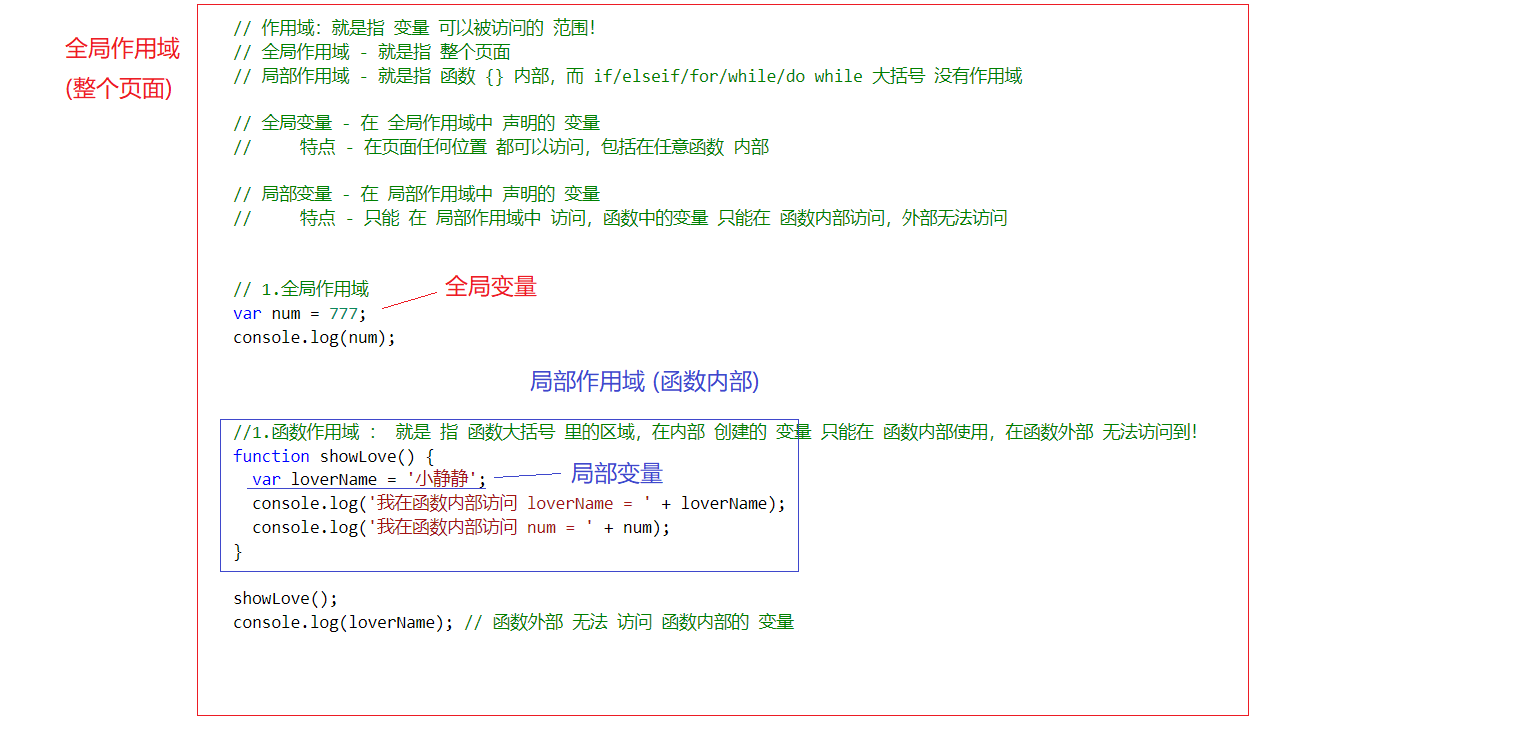 全局作用域
(整个页面)
// 作用域：就是指 变量 可以被访问的 范围！
// 全局作用域 - 就是指 整个页面
// 局部作用域 - 就是指 函数 {} 内部，而 if/elseif/for/while/do while 大括号 没有作用域
// 全局变量 - 在 全局作用域中 声明的 变量
//     特点 - 在页面任何位置 都可以访问，包括在任意函数 内部
// 局部变量 - 在 局部作用域中 声明的 变量
//     特点 - 只能 在 局部作用域中 访问，函数中的变量 只能在 函数内部访问，外部无法访问
// 1.全局作用域
全局变量
var num = 777;
console.log(num);
局部作用域 (函数内部)
//1.函数作用域 ： 就是 指 函数大括号 里的区域，在内部 创建的 变量 只能在 函数内部使用，在函数外部 无法访问到！
function showLove() {
  var loverName = '小静静';
局部变量
  console.log('我在函数内部访问 loverName = ' + loverName);
  console.log('我在函数内部访问 num = ' + num);
}
showLove();
console.log(loverName); // 函数外部 无法 访问 函数内部的 变量